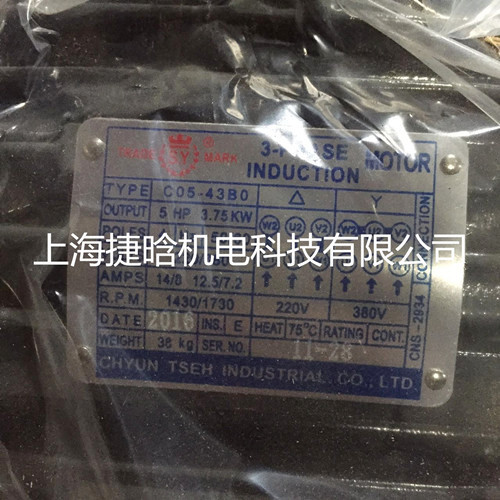 TRADE SY ® MARK
3-PHASE MOTOR
INDUCTION
TYPE C05-43B0 △ Y
OUTPUT 5 HP 3.75KW W2 U2 V2 W2 U2 V2
POLES
上海捷晗机电科技有限公司
AMPS 14/8 12.5/7.2
R.P.M. 1430/1730 220V 380V
DATE 2016 INS. E HEAT 75°C RATING CONT.
WEIGHT 38 kg SER.NO. 11-28
CHYUN TSEH INDUSTRIAL CO., LTD.
CNS-2934 CONNECTION